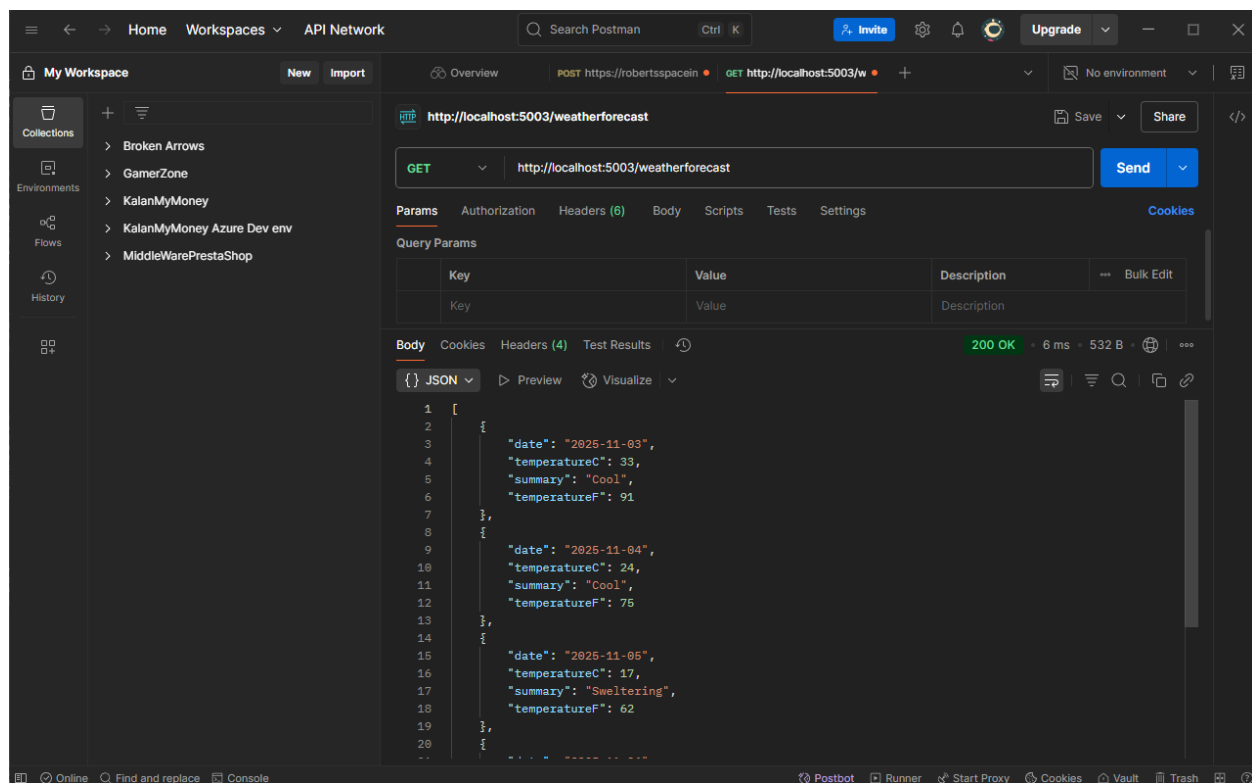 Home Workspaces API Network Search Postman Ctrl K Invite Upgrade
My Workspace New Import Overview POST https://robertsspacein GET http://localhost:5003/w No environment
Collections
Environments
Flows
History
Broken Arrows
GamerZone
KalanMyMoney
KalanMyMoney Azure Dev env
MiddleWarePrestaShop
HTTP http://localhost:5003/weatherforecast Save Share
GET http://localhost:5003/weatherforecast Send
Params Authorization Headers (6) Body Scripts Tests Settings Cookies
Query Params
Key Value Description Bulk Edit
Key Value Description
Body Cookies Headers (4) Test Results 200 OK 6 ms 532 B
{} JSON Preview Visualize
1 [
2 {
3 "date": "2025-11-03",
4 "temperatureC": 33,
5 "summary": "Cool",
6 "temperatureF": 91
7 },
8 {
9 "date": "2025-11-04",
10 "temperatureC": 24,
11 "summary": "Cool",
12 "temperatureF": 75
13 },
14 {
15 "date": "2025-11-05",
16 "temperatureC": 17,
17 "summary": "Sweltering",
18 "temperatureF": 62
19 },
20 {
Online Find and replace Console Postbot Runner Start Proxy Cookies Vault Trash